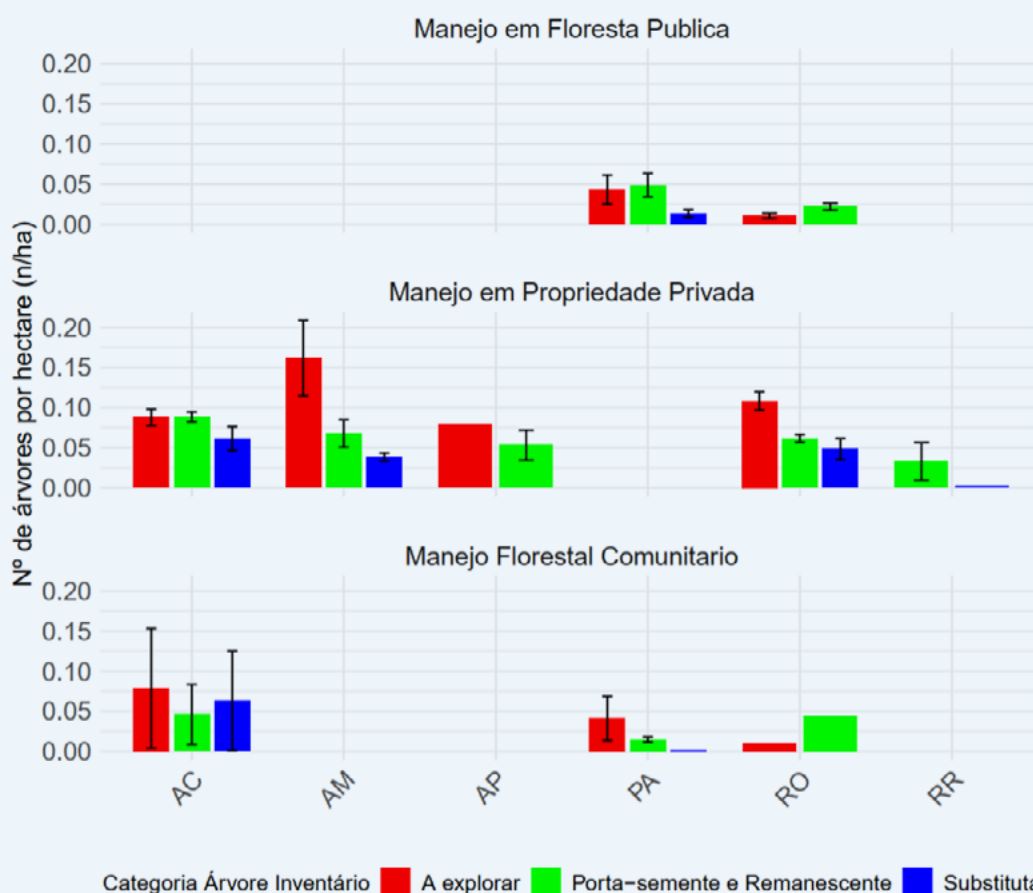 Manejo em Floresta Publica
0.20
0.15
0.10
0.05
0.00
Nº de árvores por hectare (n/ha)
Manejo em Propriedade Privada
0.20
0.15
0.10
0.05
0.00
Manejo Florestal Comunitario
0.20
0.15
0.10
0.05
0.00
AC AM AP PA RO RR
Categoria Árvore Inventário A explorar Porta-semente e Remanescente Substitut